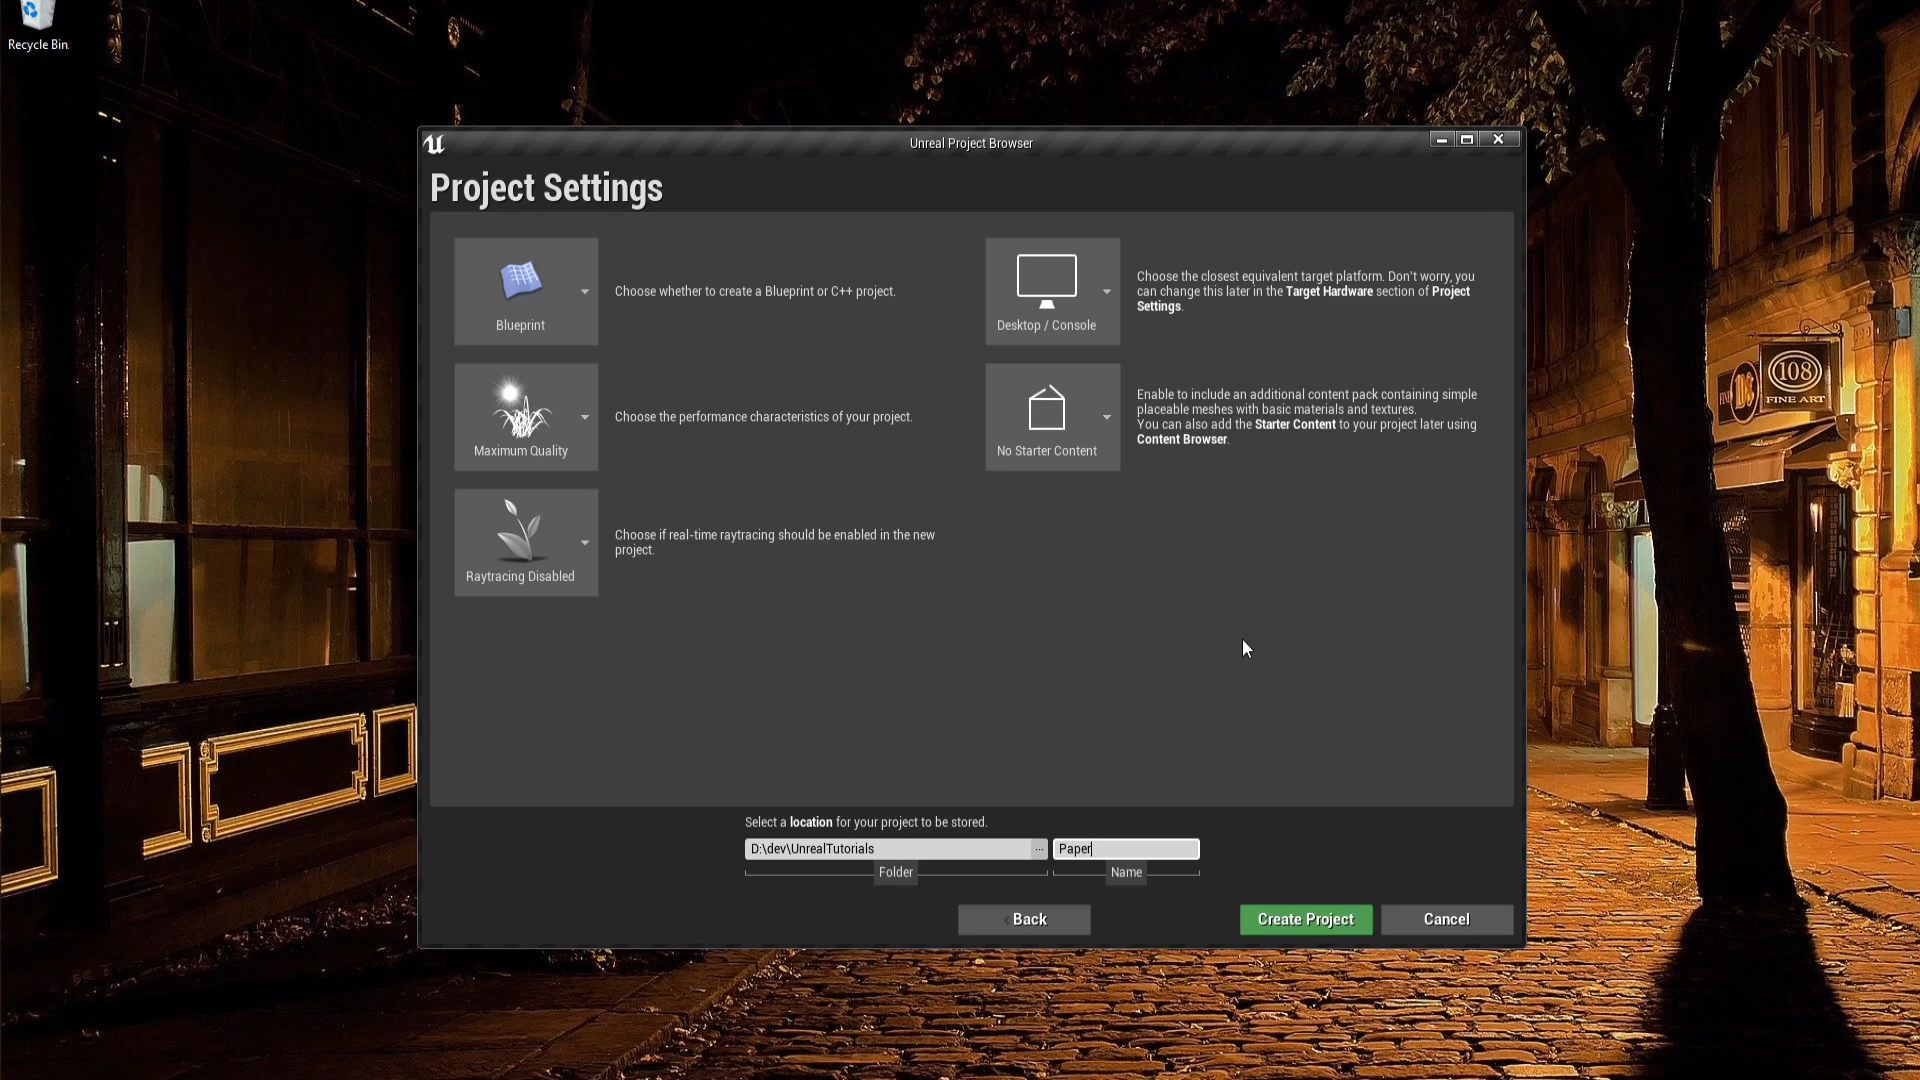 Recycle Bin
Unreal Project Browser
Project Settings
Blueprint
Choose whether to create a Blueprint or C++ project.
Desktop / Console
Choose the closest equivalent target platform. Don't worry, you
can change this later in the Target Hardware section of Project
Settings.
Maximum Quality
Choose the performance characteristics of your project.
No Starter Content
Enable to include an additional content pack containing simple
placeable meshes with basic materials and textures.
You can also add the Starter Content to your project later using
Content Browser.
Raytracing Disabled
Choose if real-time raytracing should be enabled in the new
project.
Select a location for your project to be stored.
D:\dev\UnrealTutorials
...
Paper
Folder
Name
Back
Create Project
Cancel
108
FINE ART